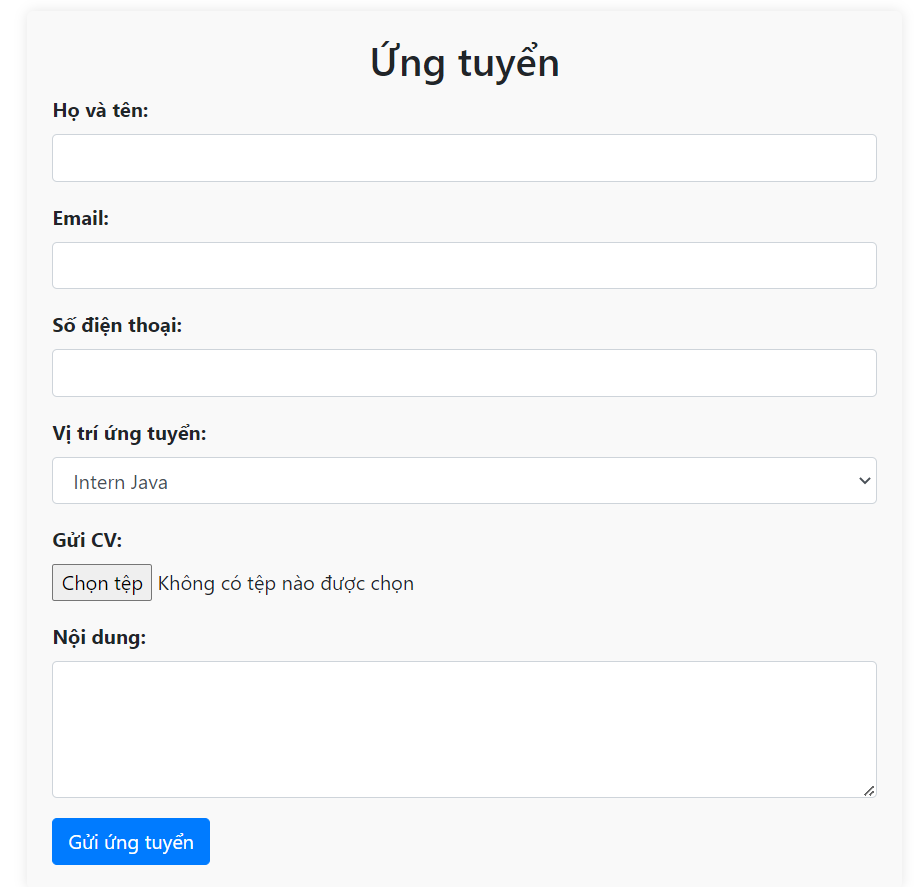 Ứng tuyển
Họ và tên:
Email:
Số điện thoại:
Vị trí ứng tuyển:
Intern Java
Gửi CV:
Chọn tệp Không có tệp nào được chọn
Nội dung:
Gửi ứng tuyển